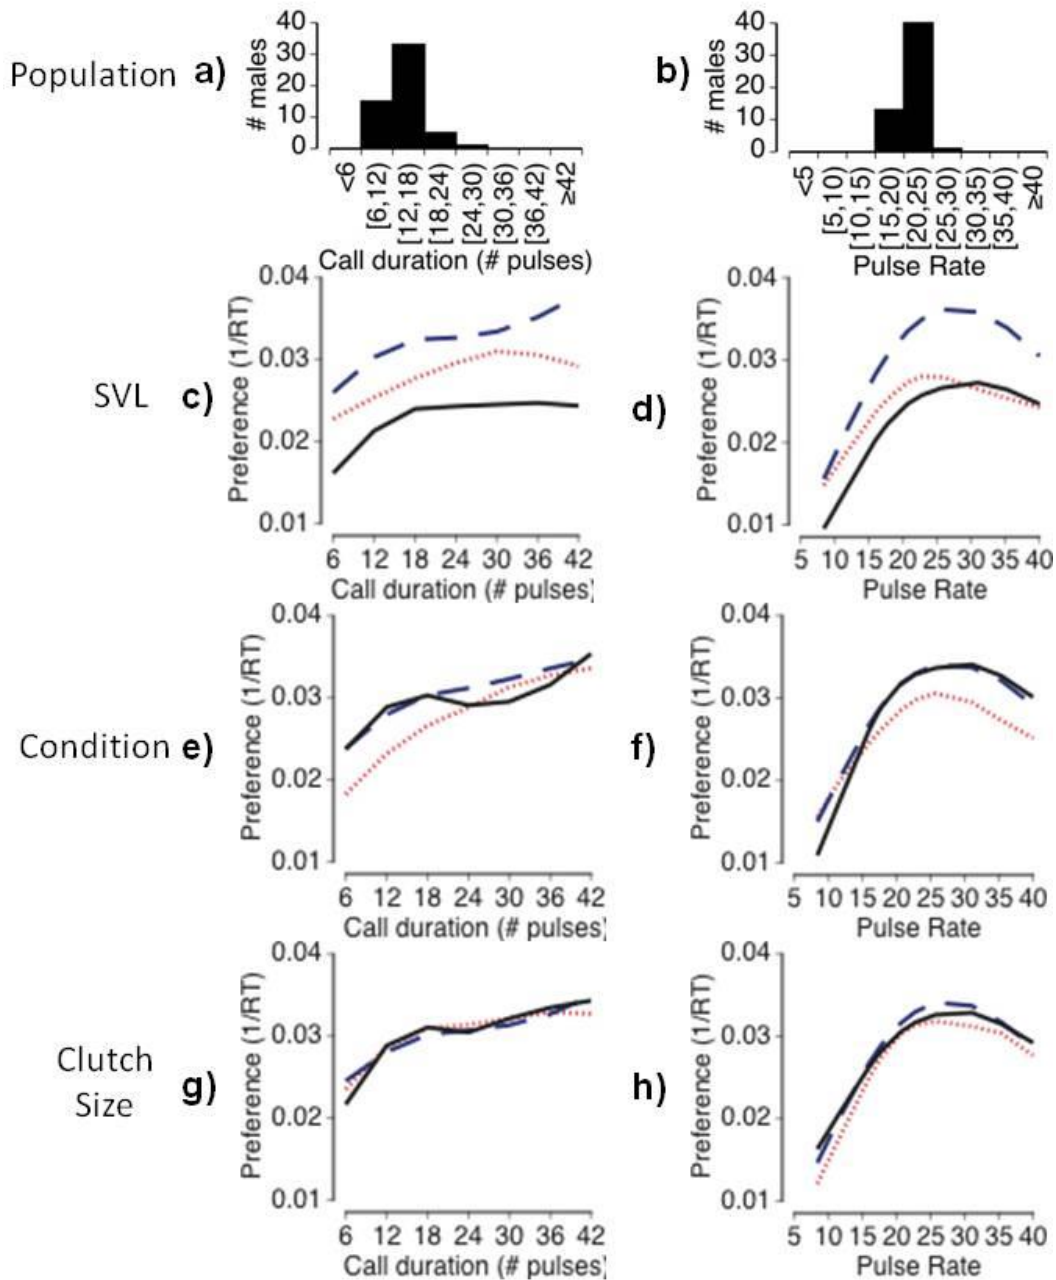 Population
a)
# males
40
30
20
10
0
<6
[6,12)
[12,18)
[18,24)
[24,30)
[30,36)
[36,42)
≥42
Call duration (# pulses)
b)
# males
40
30
20
10
0
<5
[5,10)
[10,15)
[15,20)
[20,25)
[25,30)
[30,35)
[35,40)
≥40
Pulse Rate
SVL
c)
Preference (1/RT)
0.04
0.03
0.02
0.01
6 12 18 24 30 36 42
Call duration (# pulses)
d)
Preference (1/RT)
0.04
0.03
0.02
0.01
5 10 15 20 25 30 35 40
Pulse Rate
Condition
e)
Preference (1/RT)
0.04
0.03
0.02
0.01
6 12 18 24 30 36 42
Call duration (# pulses)
f)
Preference (1/RT)
0.04
0.03
0.02
0.01
5 10 15 20 25 30 35 40
Pulse Rate
Clutch
Size
g)
Preference (1/RT)
0.04
0.03
0.02
0.01
6 12 18 24 30 36 42
Call duration (# pulses)
h)
Preference (1/RT)
0.04
0.03
0.02
0.01
5 10 15 20 25 30 35 40
Pulse Rate